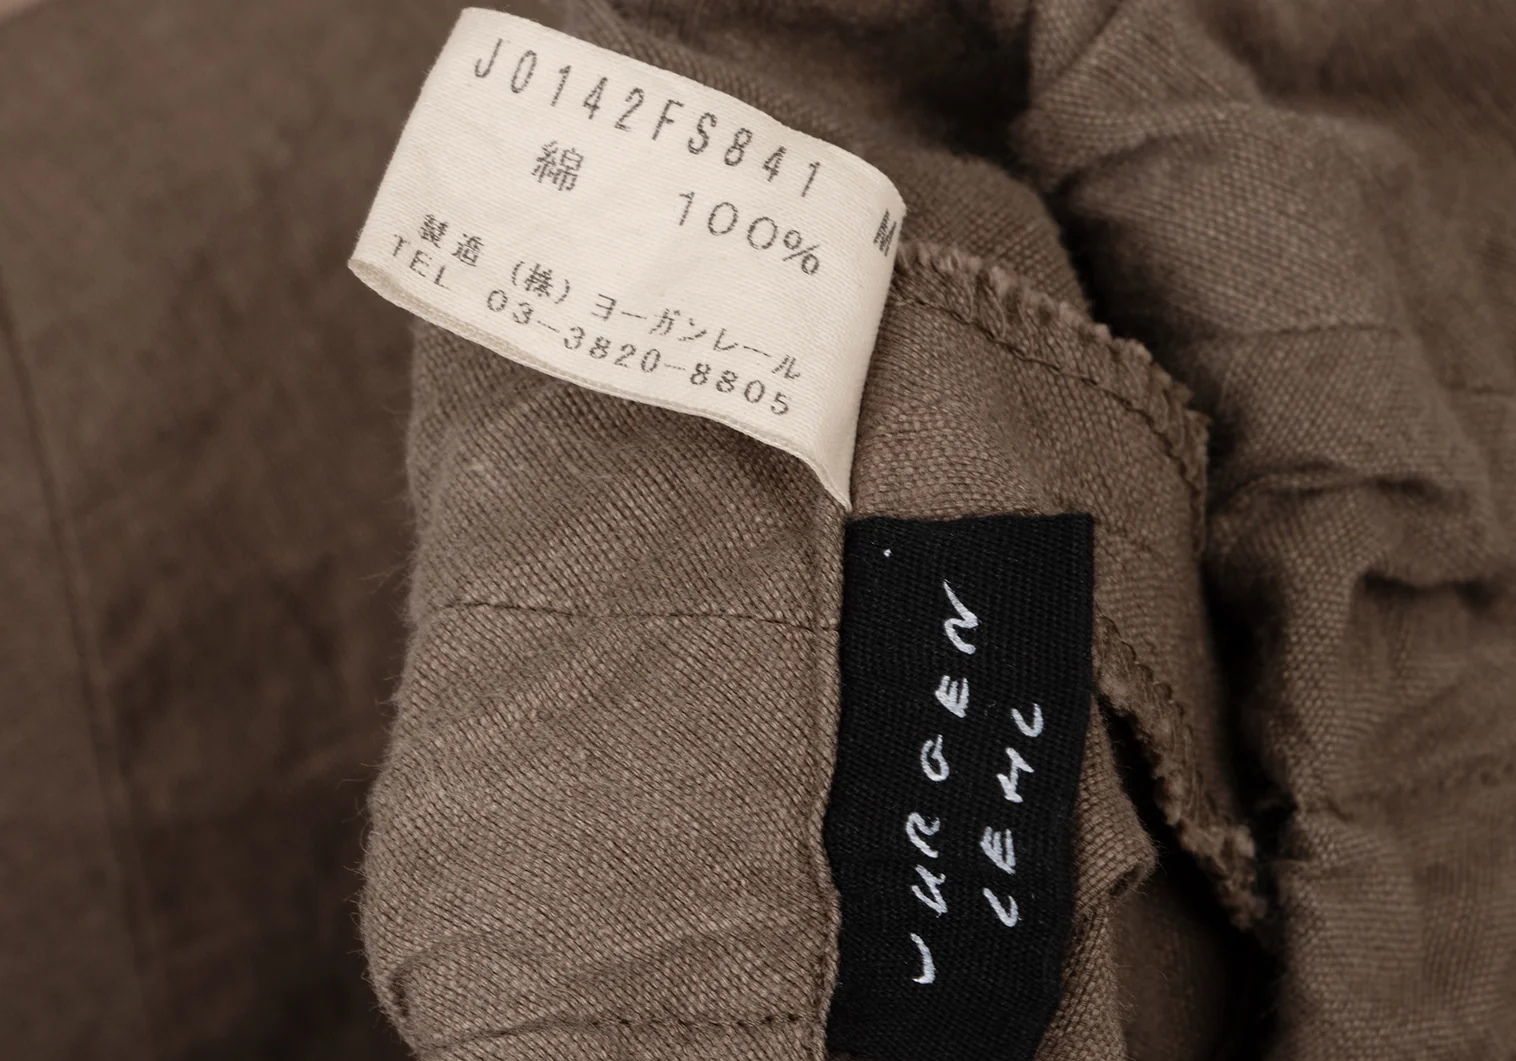 J0142FS841 M
綿 100%
製造 (株) ヨーガンレール
TEL 03-3820-8805
JURGEN
LEHL